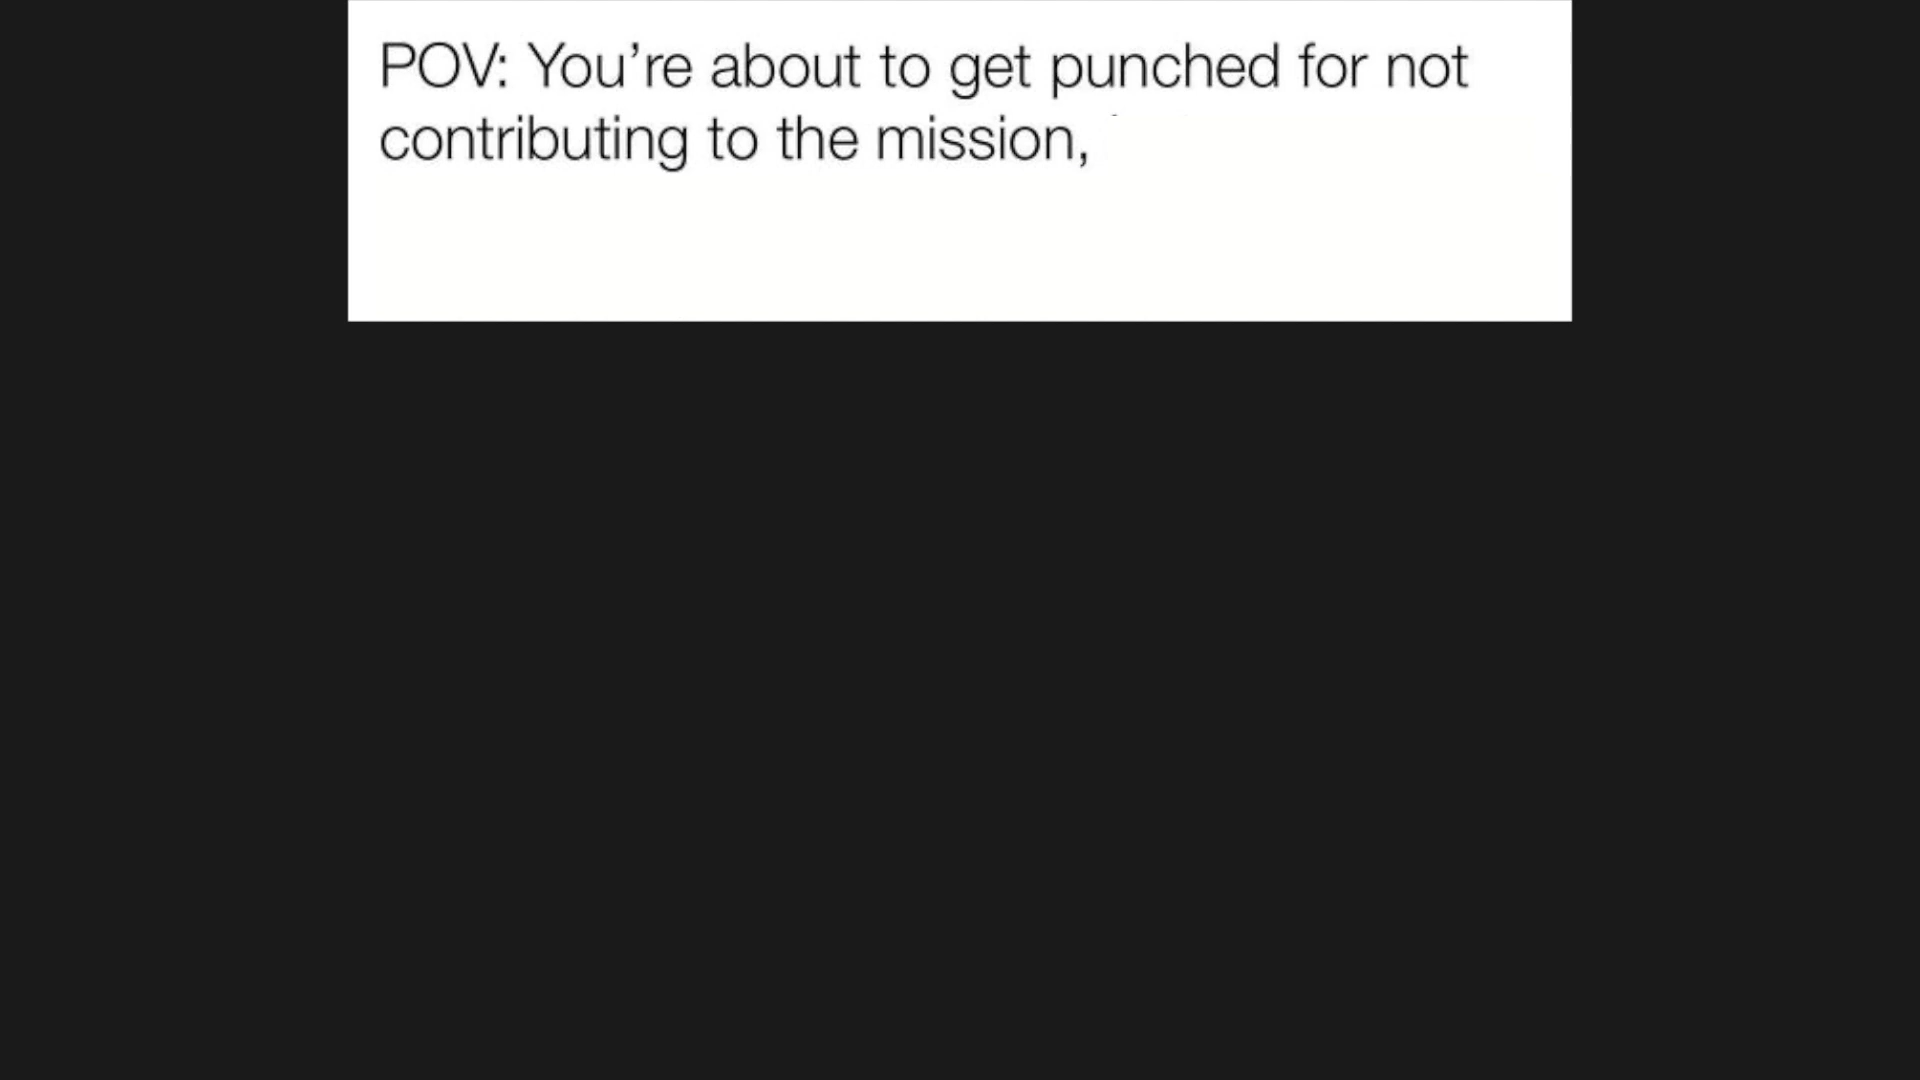 POV: You’re about to get punched for not
contributing to the mission,